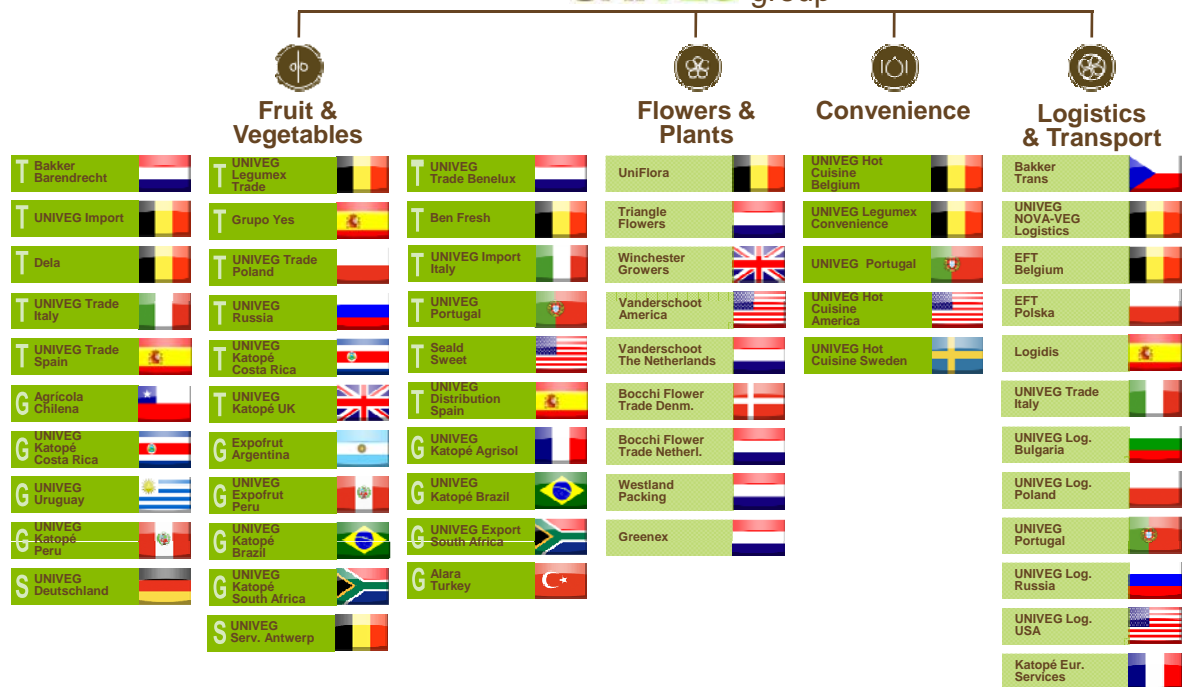 group
Fruit &
Vegetables
Flowers &
Plants
Convenience
Logistics
& Transport
T Bakker
Barendrecht
T UNIVEG Import
T Dela
T UNIVEG Trade
Italy
T UNIVEG Trade
Spain
G Agrícola
Chilena
G UNIVEG
Katopé
Costa Rica
G UNIVEG
Uruguay
G UNIVEG
Katopé
Peru
S UNIVEG
Deutschland
T UNIVEG
Legumex
Trade
T Grupo Yes
T UNIVEG Trade
Poland
T UNIVEG
Russia
T UNIVEG
Katopé
Costa Rica
T UNIVEG
Katopé UK
G Expofrut
Argentina
G UNIVEG
Expofrut
Peru
G UNIVEG
Katopé
Brazil
G UNIVEG
Katopé
South Africa
S UNIVEG
Serv. Antwerp
T UNIVEG
Trade Benelux
T Ben Fresh
T UNIVEG Import
Italy
T UNIVEG
Portugal
T Seald
Sweet
T UNIVEG
Distribution
Spain
G UNIVEG
Katopé Agrisol
G UNIVEG
Katopé Brazil
G UNIVEG Export
South Africa
G Alara
Turkey
UniFlora
Triangle
Flowers
Winchester
Growers
Vanderschoot
America
Vanderschoot
The Netherlands
Bocchi Flower
Trade Denm.
Bocchi Flower
Trade Netherl.
Westland
Packing
Greenex
UNIVEG Hot
Cuisine
Belgium
UNIVEG Legumex
Convenience
UNIVEG Portugal
UNIVEG Hot
Cuisine
America
UNIVEG Hot
Cuisine Sweden
Bakker
Trans
UNIVEG
NOVA-VEG
Logistics
EFT
Belgium
EFT
Polska
Logidis
UNIVEG Trade
Italy
UNIVEG Log.
Bulgaria
UNIVEG Log.
Poland
UNIVEG
Portugal
UNIVEG Log.
Russia
UNIVEG Log.
USA
Katopé Eur.
Services